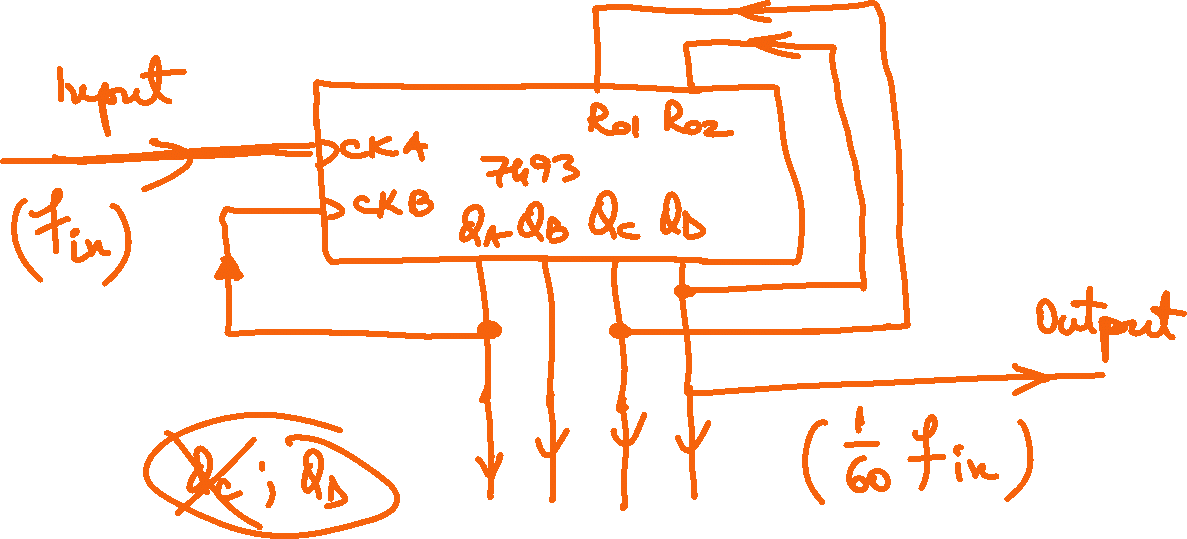 Input
(fin)
CKA
CKB
7493
R01 R02
QA QB QC QD
Output
(1/60 fin)
QC ; QD